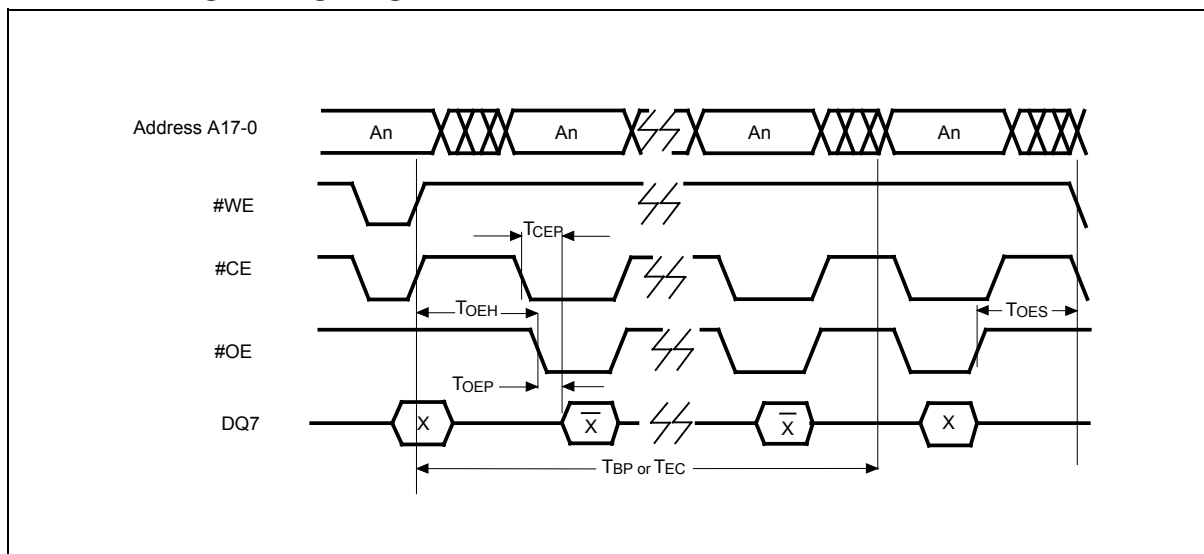 Address A17-0
An
An
An
An
#WE
TCEP
#CE
TOEH
TOES
#OE
TOEP
DQ7
X
X̅
X̅
X
TBP or TEC